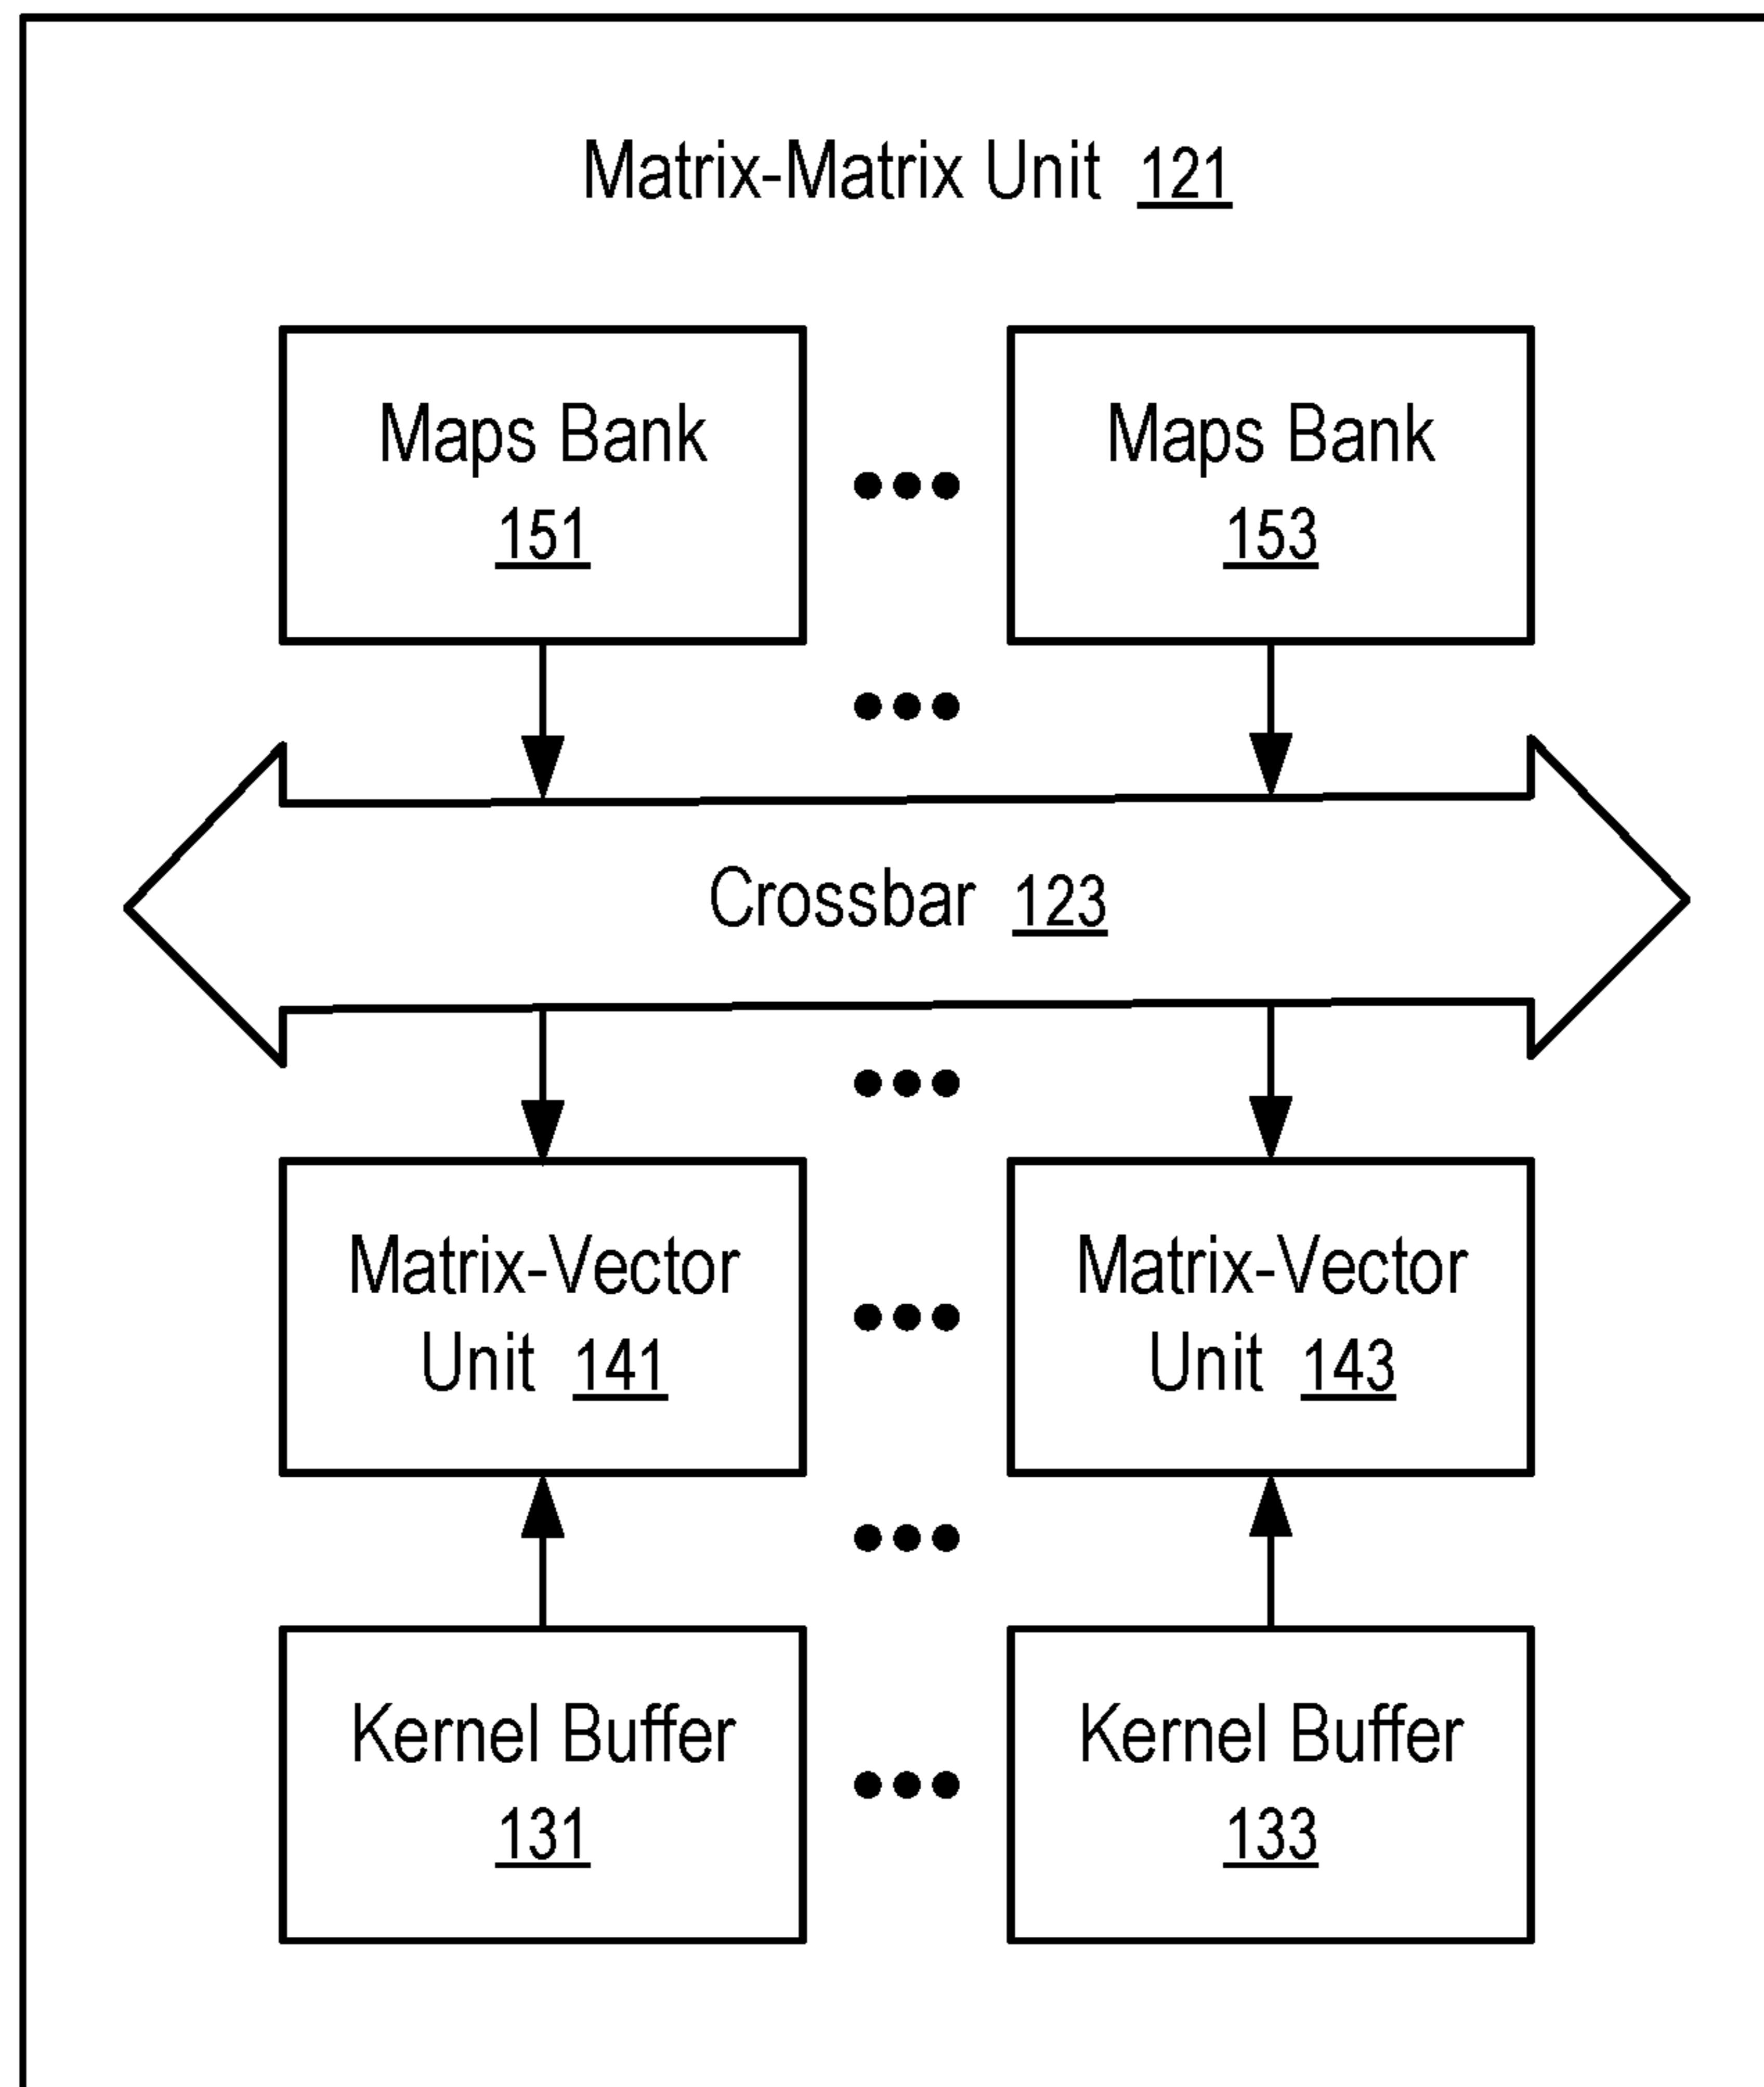 Matrix-Matrix Unit 121
Maps Bank
151
Maps Bank
153
Crossbar 123
Matrix-Vector
Unit 141
Matrix-Vector
Unit 143
Kernel Buffer
131
Kernel Buffer
133